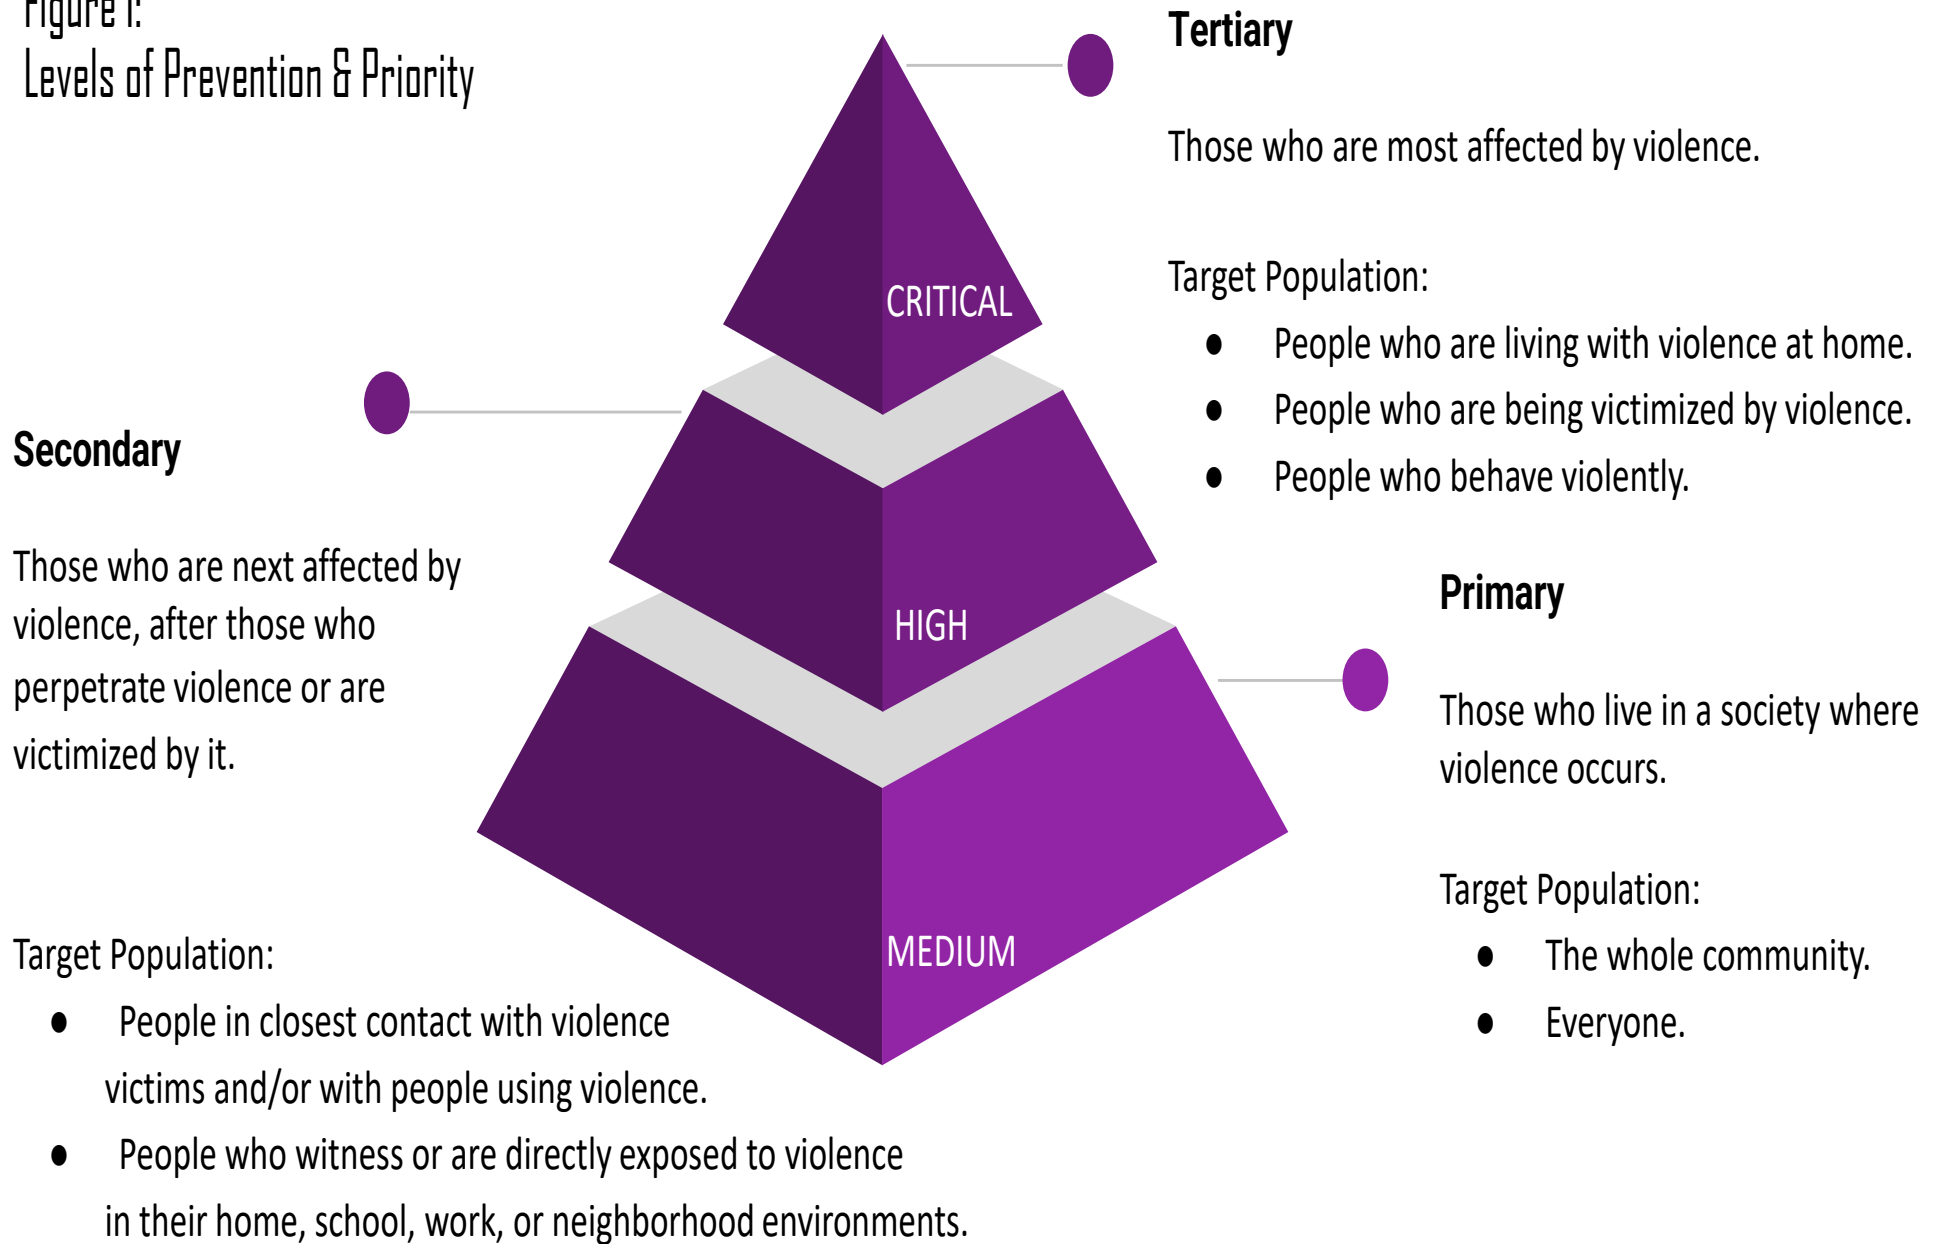 Figure 1:
Levels of Prevention & Priority
Tertiary
Those who are most affected by violence.
Target Population:
● People who are living with violence at home.
● People who are being victimized by violence.
● People who behave violently.
CRITICAL
Secondary
Those who are next affected by
violence, after those who
perpetrate violence or are
victimized by it.
Target Population:
● People in closest contact with violence
victims and/or with people using violence.
● People who witness or are directly exposed to violence
in their home, school, work, or neighborhood environments.
HIGH
Primary
Those who live in a society where
violence occurs.
Target Population:
● The whole community.
● Everyone.
MEDIUM